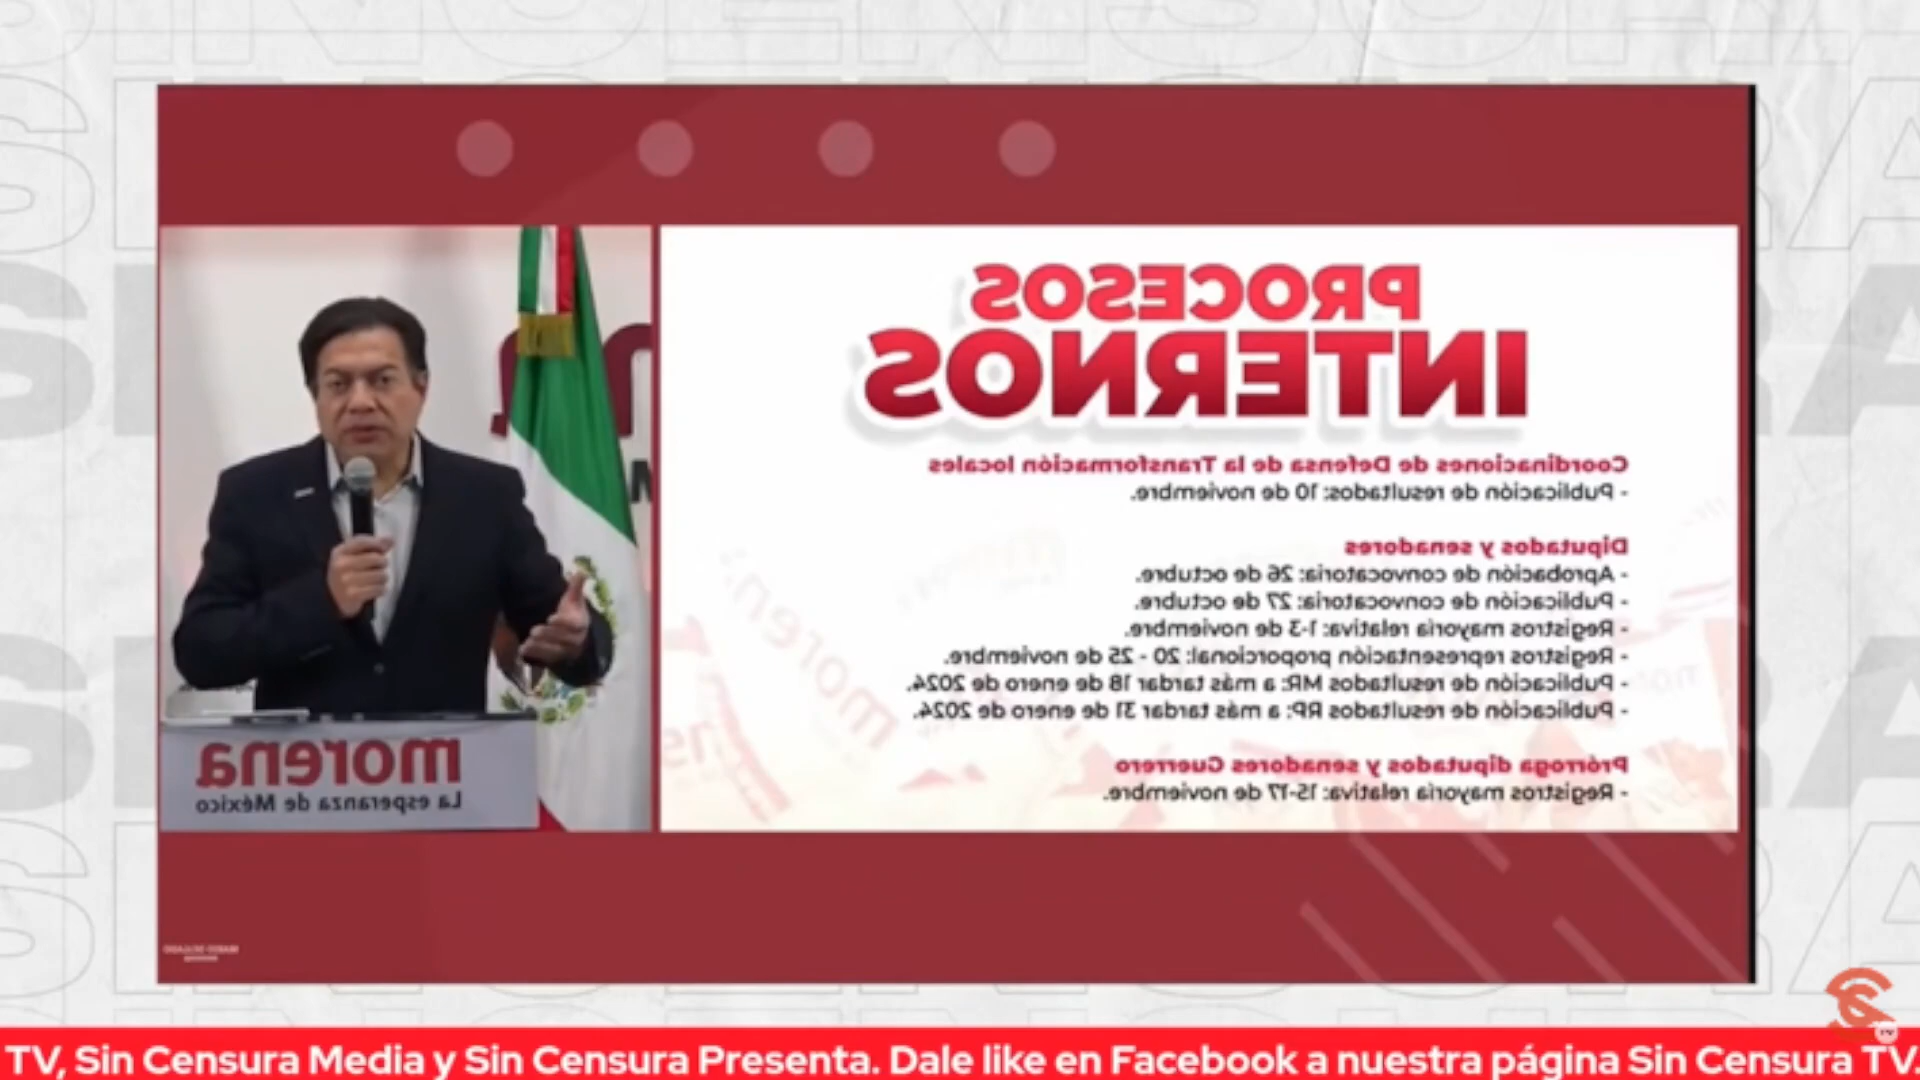 PROCESOS
INTERNOS
Coordinaciones de Defensa de la Transformación locales
- Publicación de resultados: 10 de noviembre.
Diputados y senadores
- Aprobación de convocatoria: 26 de octubre.
- Publicación de convocatoria: 27 de octubre.
- Registros mayoría relativa: 1-3 de noviembre.
- Registros representación proporcional: 20 - 25 de noviembre.
- Publicación de resultados MR: a más tardar 18 de enero de 2024.
- Publicación de resultados RP: a más tardar 31 de enero de 2024.
Prórroga diputados y senadores Guerrero
- Registros mayoría relativa: 15-17 de noviembre.
morena
La esperanza de México
MARIO DELGADO
TV, Sin Censura Media y Sin Censura Presenta. Dale like en Facebook a nuestra página Sin Censura TV.